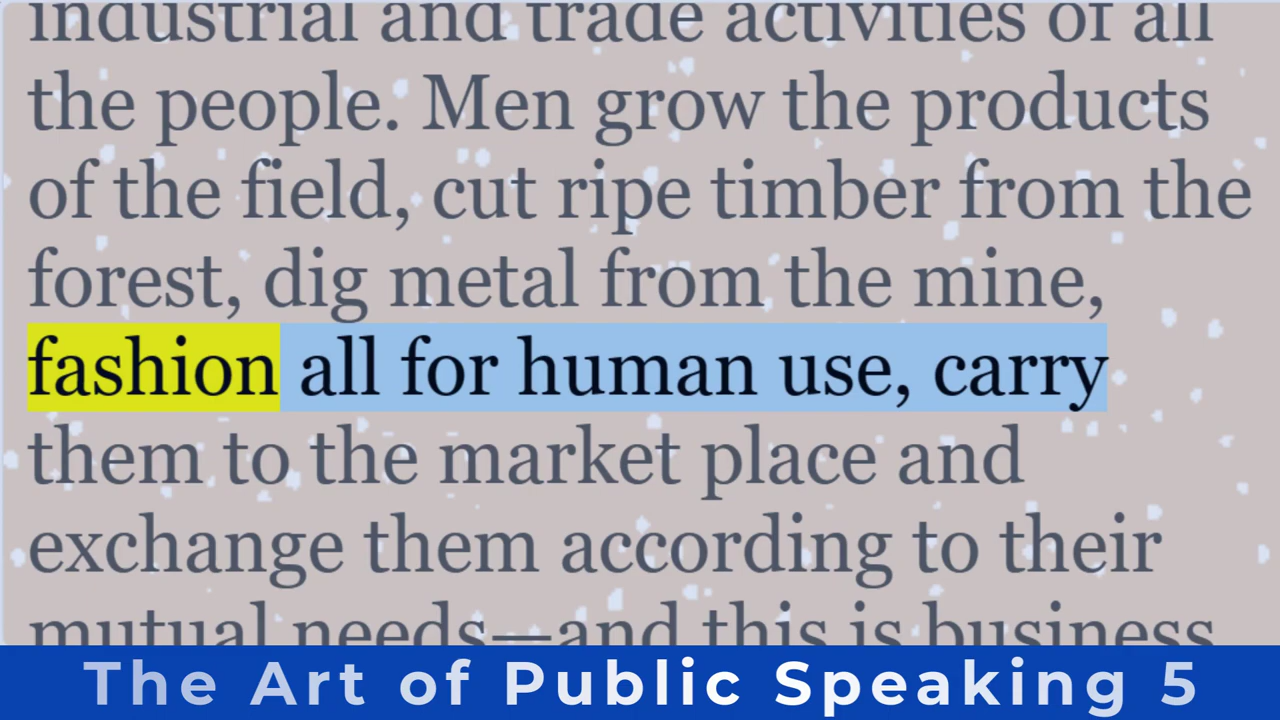 industrial and trade activities of all
the people. Men grow the products
of the field, cut ripe timber from the
forest, dig metal from the mine,
fashion all for human use, carry
them to the market place and
exchange them according to their
mutual needs—and this is business
The Art of Public Speaking 5